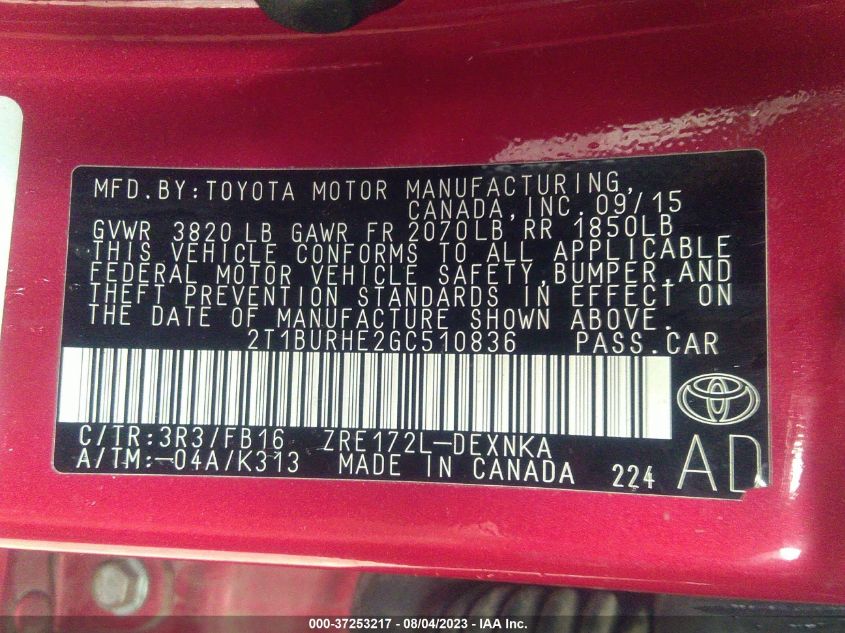 MFD.BY:TOYOTA MOTOR MANUFACTURING,
CANADA,INC. 09/15
GVWR 3820 LB GAWR FR 2070LB RR 1850LB
THIS VEHICLE CONFORMS TO ALL APPLICABLE
FEDERAL MOTOR VEHICLE SAFETY,BUMPER,AND
THEFT PREVENTION STANDARDS IN EFFECT ON
THE DATE OF MANUFACTURE SHOWN ABOVE.
2T1BURHE2GC510836 PASS.CAR
C/TR:3R3/FB16 ZRE172L-DEXNKA
A/TM:-04A/K313 MADE IN CANADA 224 AD
000-37253217 - 08/04/2023 - IAA Inc.